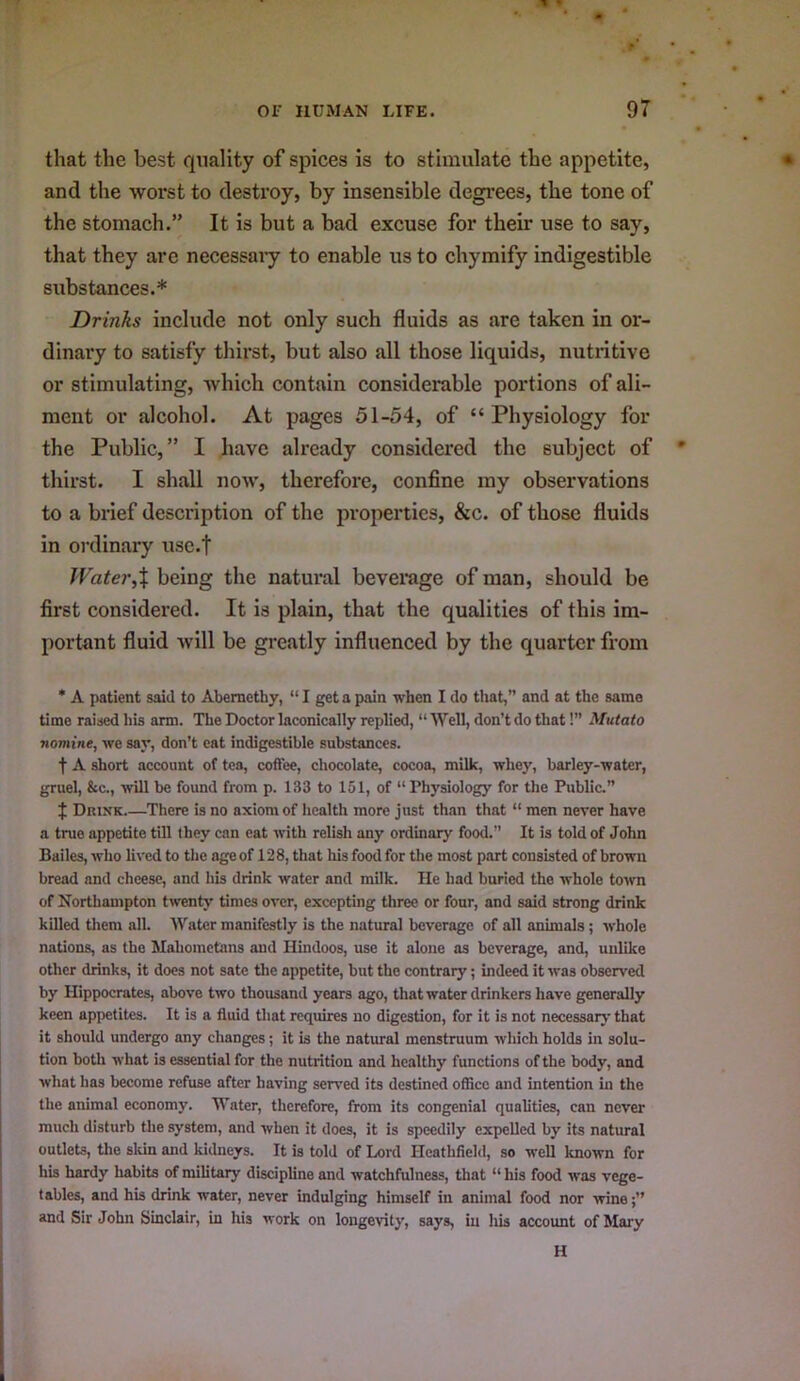 OF HUMAN LIFE. 97
that the best quality of spices is to stimulate the appetite,
and the worst to destroy, by insensible degrees, the tone of
the stomach.” It is but a bad excuse for their use to say,
that they are necessary to enable us to chymify indigestible
substances.*
Drinks include not only such fluids as are taken in or-
dinary to satisfy thirst, but also all those liquids, nutritive
or stimulating, which contain considerable portions of ali-
ment or alcohol. At pages 51-54, of “Physiology for
the Public,” I have already considered the subject of
thirst. I shall now, therefore, confine my observations
to a brief description of the properties, &c. of those fluids
in ordinary use.†
Water,‡ being the natural beverage of man, should be
first considered. It is plain, that the qualities of this im-
portant fluid will be greatly influenced by the quarter from
* A patient said to Abernethy, “I get a pain when I do that,” and at the same
time raised his arm. The Doctor laconically replied, “Well, don’t do that!” Mutato
nomine, we say, don’t eat indigestible substances.
† A short account of tea, coffee, chocolate, cocoa, milk, whey, barley-water,
gruel, &c., will be found from p. 133 to 151, of “Physiology for the Public.”
‡ Drink.—There is no axiom of health more just than that “men never have
a true appetite till they can eat with relish any ordinary food.” It is told of John
Bailes, who lived to the age of 128, that his food for the most part consisted of brown
bread and cheese, and his drink water and milk. He had buried the whole town
of Northampton twenty times over, excepting three or four, and said strong drink
killed them all. Water manifestly is the natural beverage of all animals; whole
nations, as the Mahometans and Hindoos, use it alone as beverage, and, unlike
other drinks, it does not sate the appetite, but the contrary; indeed it was observed
by Hippocrates, above two thousand years ago, that water drinkers have generally
keen appetites. It is a fluid that requires no digestion, for it is not necessary that
it should undergo any changes; it is the natural menstruum which holds in solu-
tion both what is essential for the nutrition and healthy functions of the body, and
what has become refuse after having served its destined office and intention in the
the animal economy. Water, therefore, from its congenial qualities, can never
much disturb the system, and when it does, it is speedily expelled by its natural
outlets, the skin and kidneys. It is told of Lord Heathfield, so well known for
his hardy habits of military discipline and watchfulness, that “his food was vege-
tables, and his drink water, never indulging himself in animal food nor wine;”
and Sir John Sinclair, in his work on longevity, says, in his account of Mary
H